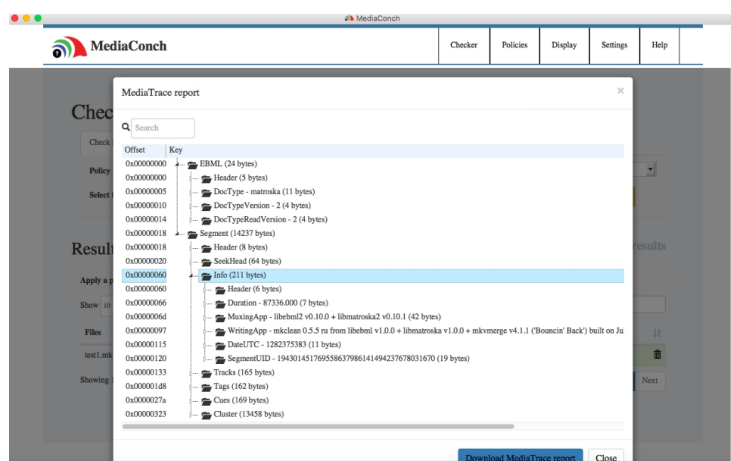 MediaConch
MediaConch
Checker Policies Display Settings Help
MediaTrace report ×
Chec
Search
Check
Offset Key
Policy
0x00000000 EBML (24 bytes)
0x00000000 Header (5 bytes)
0x00000005 DocType - matroska (11 bytes)
Select
0x00000010 DocTypeVersion - 2 (4 bytes)
0x00000014 DocTypeReadVersion - 2 (4 bytes)
0x00000018 Segment (14237 bytes)
0x00000018 Header (8 bytes)
Result
results
0x00000020 SeekHead (64 bytes)
0x00000060 Info (211 bytes)
Apply a p
0x00000060 Header (6 bytes)
0x00000066 Duration - 87336.000 (7 bytes)
Show 10
0x0000006d MuxingApp - libebml2 v0.10.0 + libmatroska2 v0.10.1 (42 bytes)
0x00000097 WritingApp - mkclean 0.5.5 ru from libebml v1.0.0 + libmatroska v1.0.0 + mkvmerge v4.1.1 ('Bouncin' Back') built on Ju
Files
0x00000115 DateUTC - 1282375383 (11 bytes)
test1.mk
0x00000120 SegmentUID - 194301451769558637986141494237678031670 (19 bytes)
0x00000133 Tracks (165 bytes)
Showing
Next
0x000001d8 Tags (162 bytes)
0x0000027a Cues (169 bytes)
0x00000323 Cluster (13458 bytes)
Download MediaTrace report Close